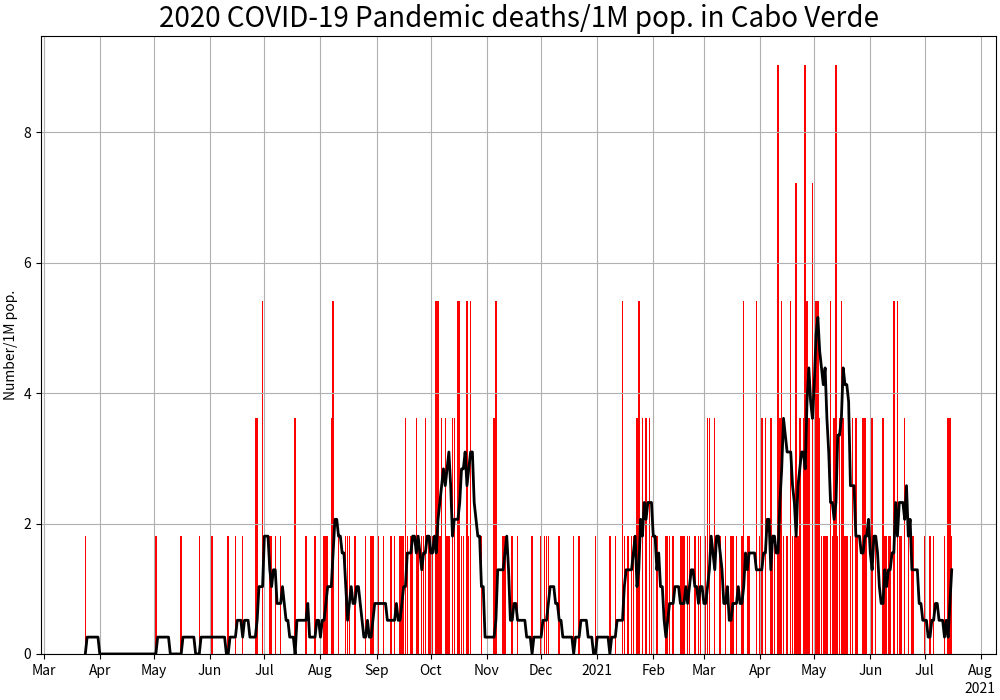 2020 COVID-19 Pandemic deaths/1M pop. in Cabo Verde
Number/1M pop.
8
6
4
2
0
Mar Apr May Jun Jul Aug Sep Oct Nov Dec 2021 Feb Mar Apr May Jun Jul Aug
2021